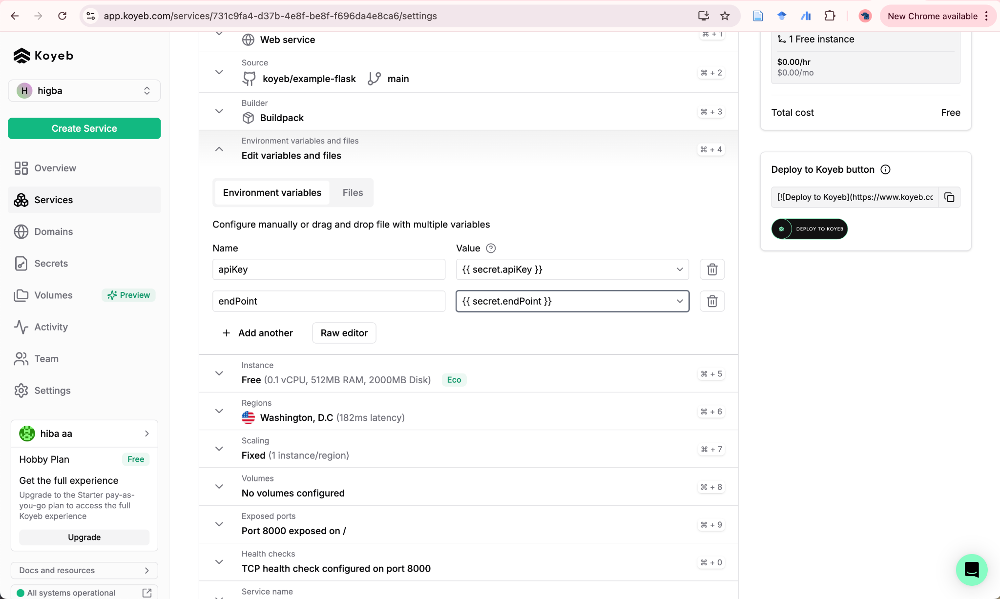 app.koyeb.com/services/731c9fa4-d37b-4e8f-be8f-f696da4e8ca6/settings
New Chrome available
Koyeb
H higba
Create Service
Overview
Services
Domains
Secrets
Volumes Preview
Activity
Team
Settings
hiba aa
Hobby Plan Free
Get the full experience
Upgrade to the Starter pay-as-
you-go plan to access the full
Koyeb experience
Upgrade
Docs and resources
All systems operational
Web service ⌘ + 1
Source
koyeb/example-flask main ⌘ + 2
Builder
Buildpack ⌘ + 3
Environment variables and files
Edit variables and files ⌘ + 4
Environment variables Files
Configure manually or drag and drop file with multiple variables
Name Value
apiKey {{ secret.apiKey }}
endPoint {{ secret.endPoint }}
+ Add another Raw editor
Instance
Free (0.1 vCPU, 512MB RAM, 2000MB Disk) Eco ⌘ + 5
Regions
Washington, D.C (182ms latency) ⌘ + 6
Scaling
Fixed (1 instance/region) ⌘ + 7
Volumes
No volumes configured ⌘ + 8
Exposed ports
Port 8000 exposed on / ⌘ + 9
Health checks
TCP health check configured on port 8000 ⌘ + 0
Service name
1 Free instance
$0.00/hr
$0.00/mo
Total cost Free
Deploy to Koyeb button
[![Deploy to Koyeb](https://www.koyeb.cc
DEPLOY TO KOYEB